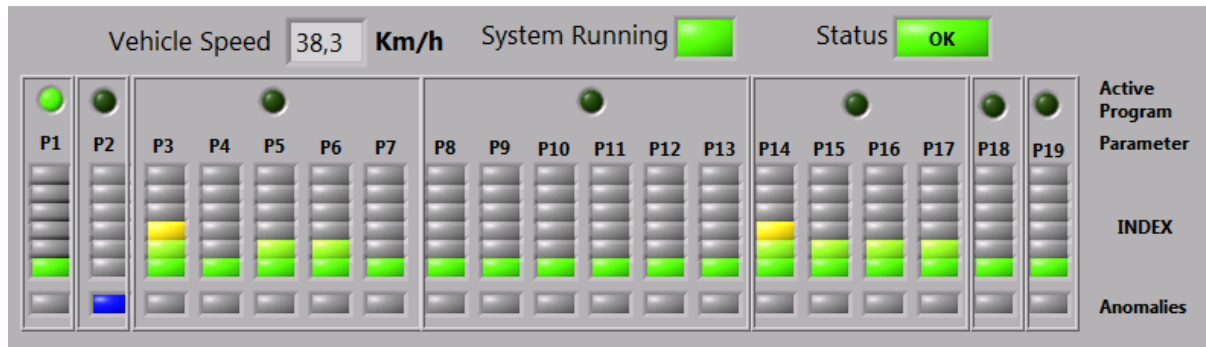 Vehicle Speed 38,3 Km/h System Running Status OK
Active
Program
P1 P2 P3 P4 P5 P6 P7 P8 P9 P10 P11 P12 P13 P14 P15 P16 P17 P18 P19 Parameter
INDEX
Anomalies